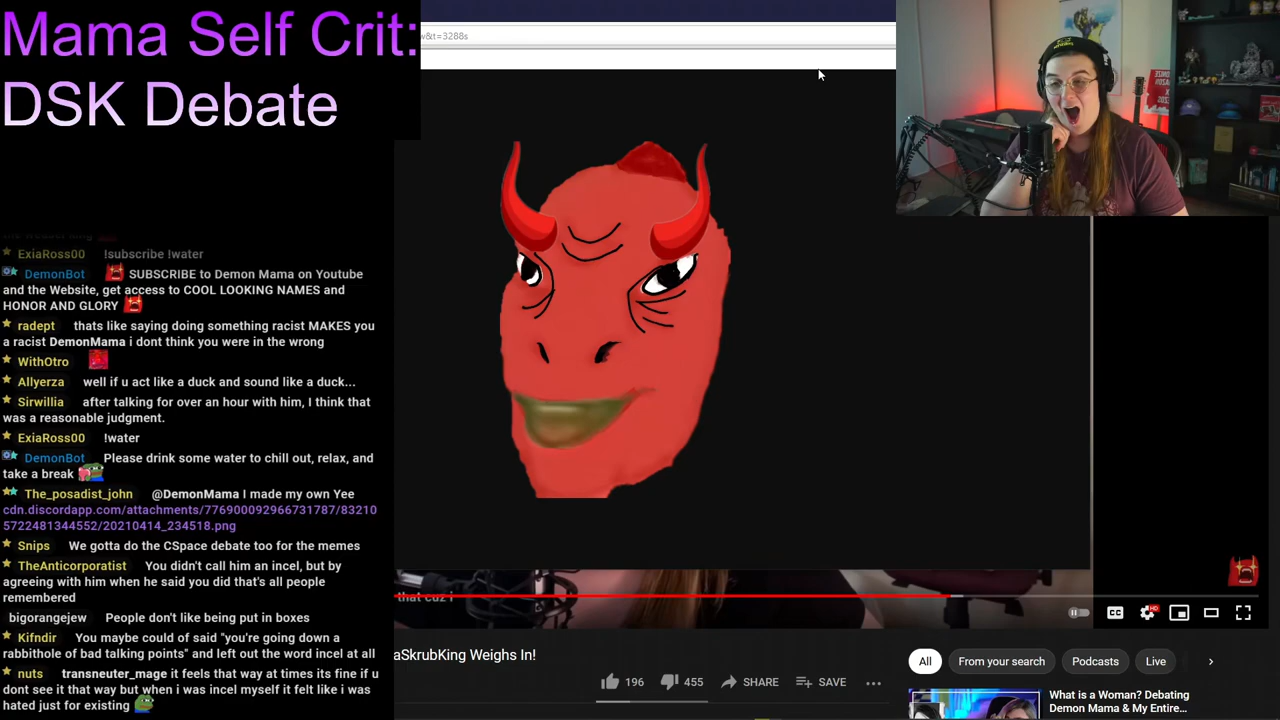 Mama Self Crit:
DSK Debate
v&t=3288s
ExiaRoss00 !subscribe !water
DemonBot SUBSCRIBE to Demon Mama on Youtube
and the Website, get access to COOL LOOKING NAMES and
HONOR AND GLORY
radept thats like saying doing something racist MAKES you
a racist DemonMama i dont think you were in the wrong
WithOtro
Allyerza well if u act like a duck and sound like a duck...
Sirwillia after talking for over an hour with him, I think that
was a reasonable judgment.
ExiaRoss00 !water
DemonBot Please drink some water to chill out, relax, and
take a break
The_posadist_john @DemonMama I made my own Yee
cdn.discordapp.com/attachments/776900092966731787/83210
5722481344552/20210414_234518.png
Snips We gotta do the CSpace debate too for the memes
TheAnticorporatist You didn't call him an incel, but by
agreeing with him when he said you did that's all people
remembered
bigorangejew People don't like being put in boxes
Kifndir You maybe could of said "you're going down a
rabbithole of bad talking points" and left out the word incel at all
nuts transneuter_mage it feels that way at times its fine if u
dont see it that way but when i was incel myself it felt like i was
hated just for existing
that cuz i
CC HD
aSkrubKing Weighs In!
196 455 SHARE SAVE
All From your search Podcasts Live
What is a Woman? Debating
Demon Mama & My Entire...